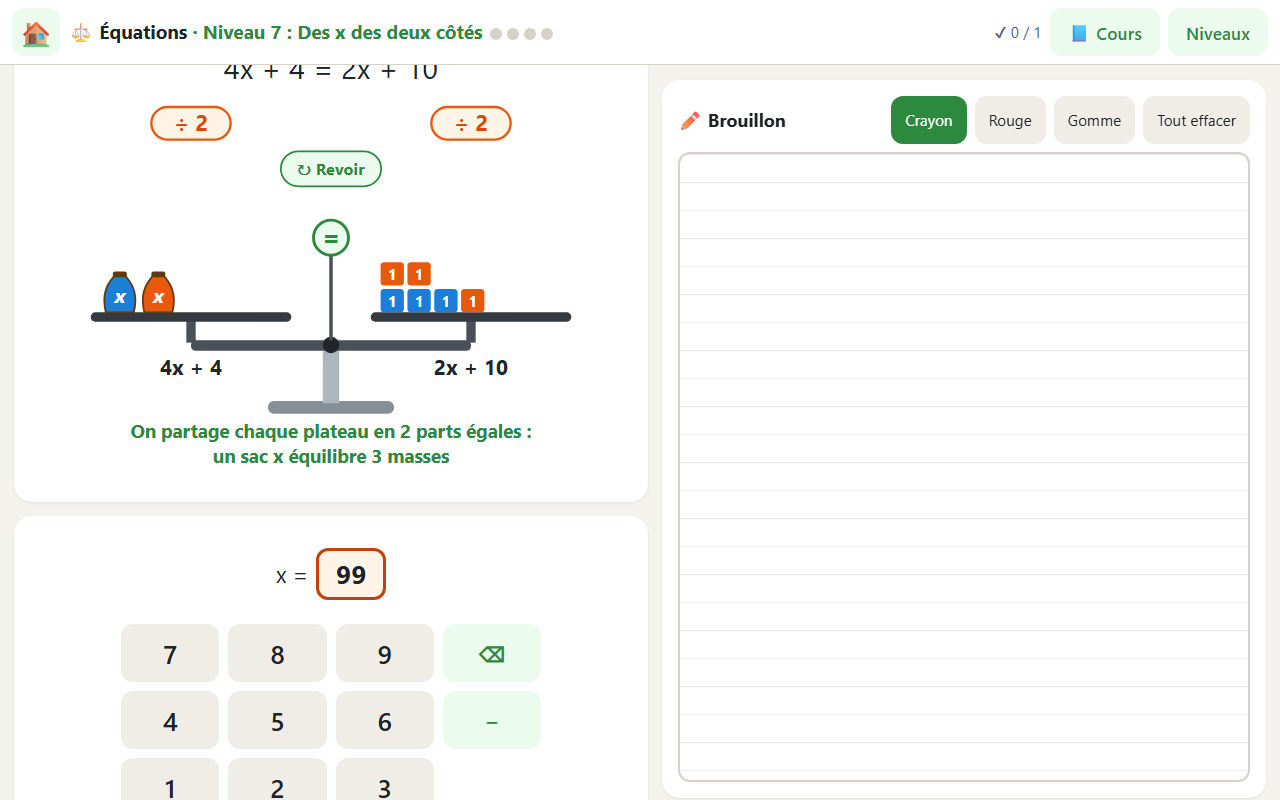 Équations · Niveau 7 : Des x des deux côtés
✓ 0 / 1
Cours
Niveaux
4x + 4 = 2x + 10
÷ 2
÷ 2
↻ Revoir
=
x x
1 1
1 1 1 1
4x + 4
2x + 10
On partage chaque plateau en 2 parts égales :
un sac x équilibre 3 masses
x = 99
7 8 9 ⌫
4 5 6 −
1 2 3
Brouillon
Crayon
Rouge
Gomme
Tout effacer